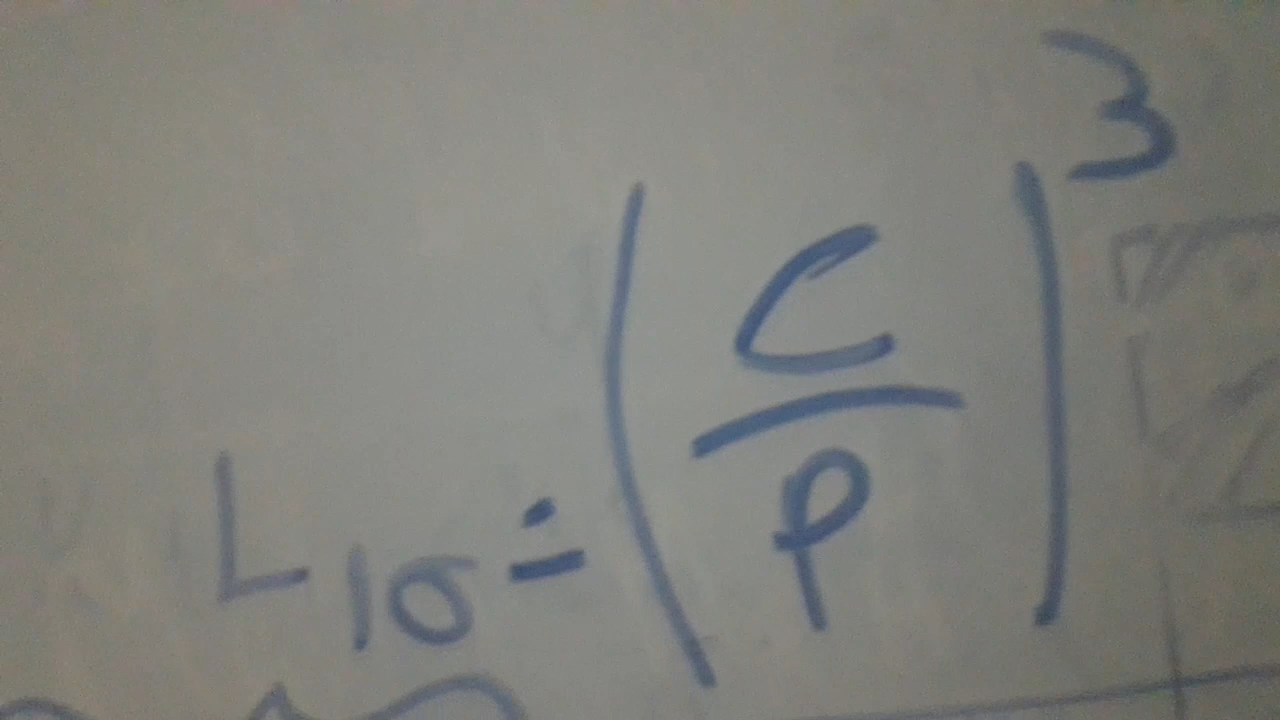 L₁₀ = (C/P)³